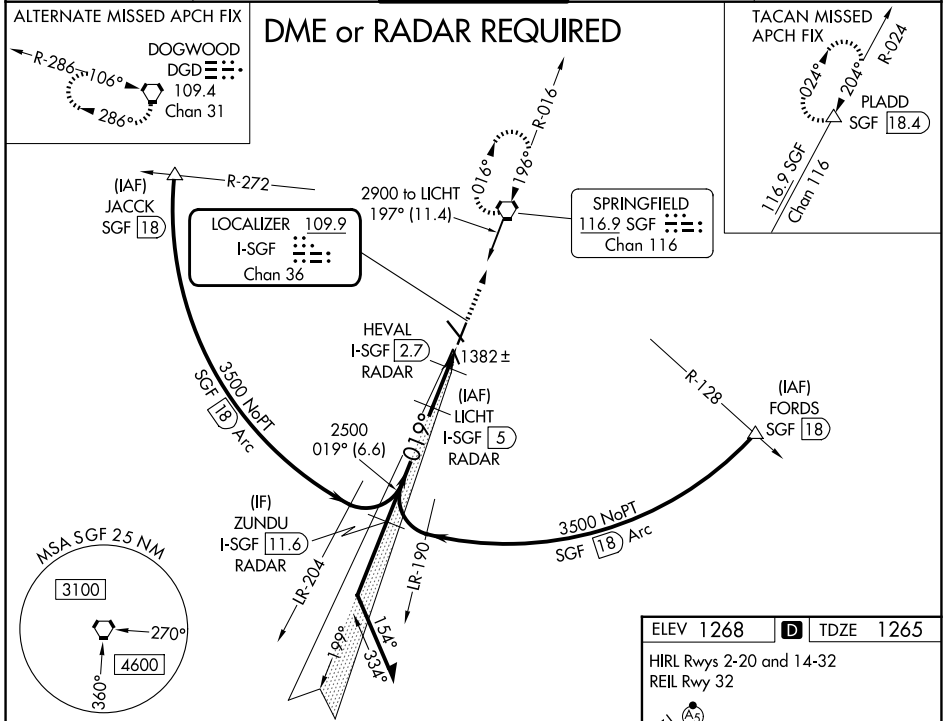 ALTERNATE MISSED APCH FIX
DOGWOOD
DGD
109.4
Chan 31
R-286
106°
286°
DME or RADAR REQUIRED
TACAN MISSED
APCH FIX
R-024
024°
204°
PLADD
SGF 18.4
116.9 SGF
Chan 116
R-016
016°
196°
(IAF)
JACCK
SGF 18
R-272
2900 to LICHT
197° (11.4)
LOCALIZER 109.9
I-SGF
Chan 36
SPRINGFIELD
116.9 SGF
Chan 116
HEVAL
I-SGF 2.7
RADAR
1382 ±
(IAF)
LICHT
I-SGF 5
RADAR
R-128
(IAF)
FORDS
SGF 18
3500 NoPT
SGF 18 Arc
2500
019° (6.6)
019°
(IF)
ZUNDU
I-SGF 11.6
RADAR
3500 NoPT
SGF 18 Arc
LR-204
LR-190
199°
154°
334°
MSA SGF 25 NM
3100
270°
4600
360°
ELEV 1268
D
TDZE 1265
HIRL Rwys 2-20 and 14-32
REIL Rwy 32
A5